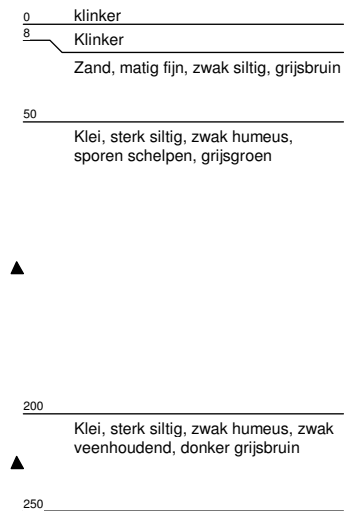 0 klinker
8 Klinker
Zand, matig fijn, zwak siltig, grijsbruin
50
Klei, sterk siltig, zwak humeus,
sporen schelpen, grijsgroen
200
Klei, sterk siltig, zwak humeus, zwak
veenhoudend, donker grijsbruin
250